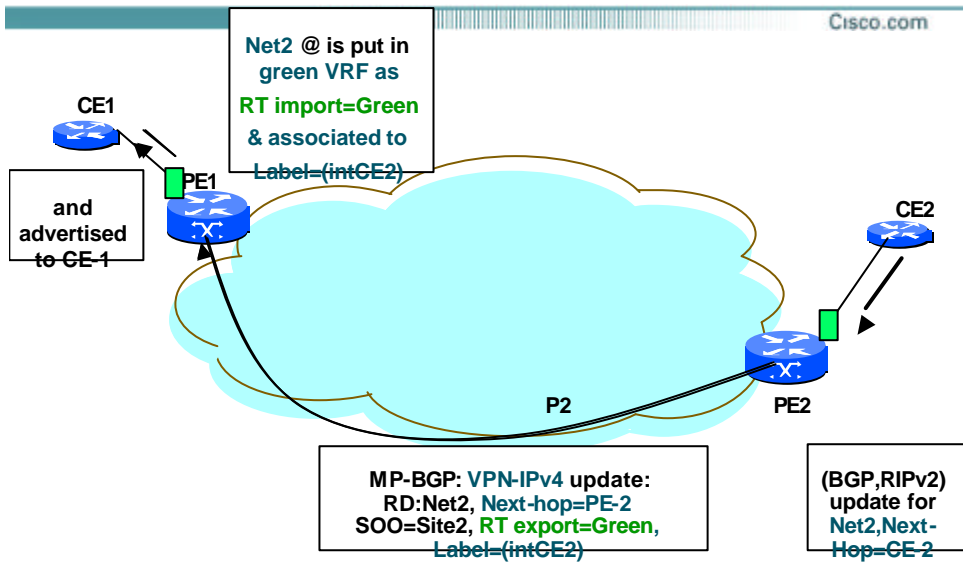 Cisco.com
Net2 @ is put in
green VRF as
RT import=Green
& associated to
Label=(intCE2)
CE1
PE1
and
advertised
to CE-1
CE2
P2
PE2
MP-BGP: VPN-IPv4 update:
RD:Net2, Next-hop=PE-2
SOO=Site2, RT export=Green,
Label=(intCE2)
(BGP,RIPv2)
update for
Net2,Next-
Hop=CE-2